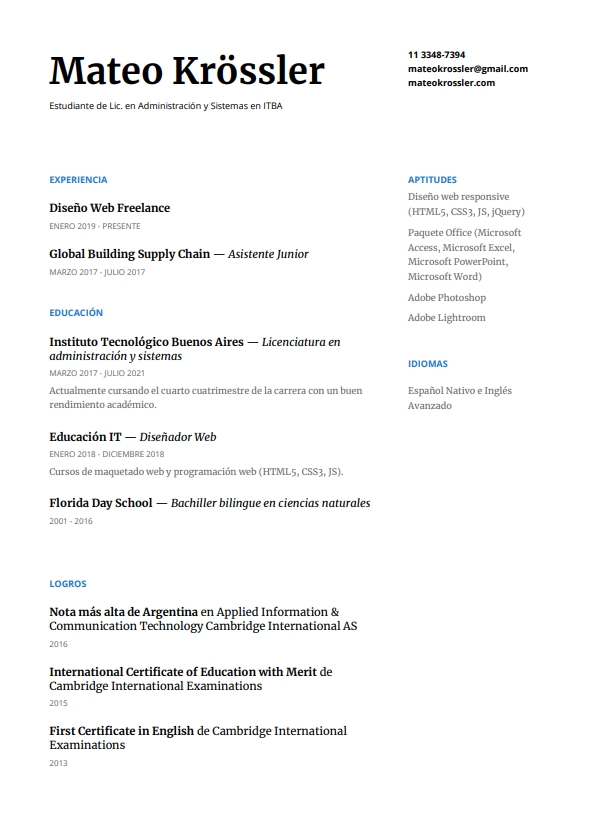 Mateo Krössler
Estudiante de Lic. en Administración y Sistemas en ITBA
11 3348-7394
mateokrossler@gmail.com
mateokrossler.com
EXPERIENCIA
Diseño Web Freelance
ENERO 2019 - PRESENTE
Global Building Supply Chain — Asistente Junior
MARZO 2017 - JULIO 2017
EDUCACIÓN
Instituto Tecnológico Buenos Aires — Licenciatura en
administración y sistemas
MARZO 2017 - JULIO 2021
Actualmente cursando el cuarto cuatrimestre de la carrera con un buen
rendimiento académico.
Educación IT — Diseñador Web
ENERO 2018 - DICIEMBRE 2018
Cursos de maquetado web y programación web (HTML5, CSS3, JS).
Florida Day School — Bachiller bilingue en ciencias naturales
2001 - 2016
LOGROS
Nota más alta de Argentina en Applied Information &
Communication Technology Cambridge International AS
2016
International Certificate of Education with Merit de
Cambridge International Examinations
2015
First Certificate in English de Cambridge International
Examinations
2013
APTITUDES
Diseño web responsive
(HTML5, CSS3, JS, jQuery)
Paquete Office (Microsoft
Access, Microsoft Excel,
Microsoft PowerPoint,
Microsoft Word)
Adobe Photoshop
Adobe Lightroom
IDIOMAS
Español Nativo e Inglés
Avanzado